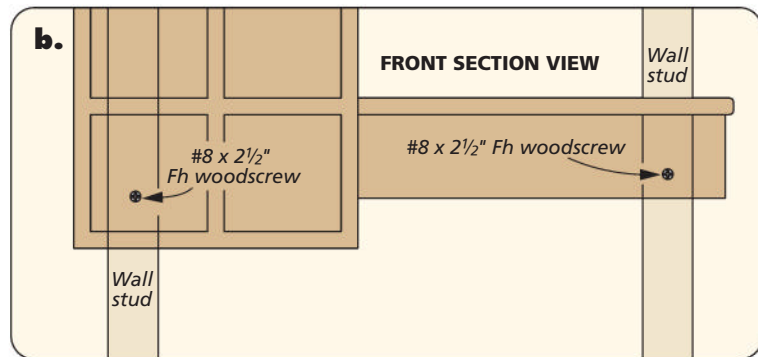 b.
FRONT SECTION VIEW
Wall
stud
#8 x 2½"
Fh woodscrew
#8 x 2½" Fh woodscrew
Wall
stud